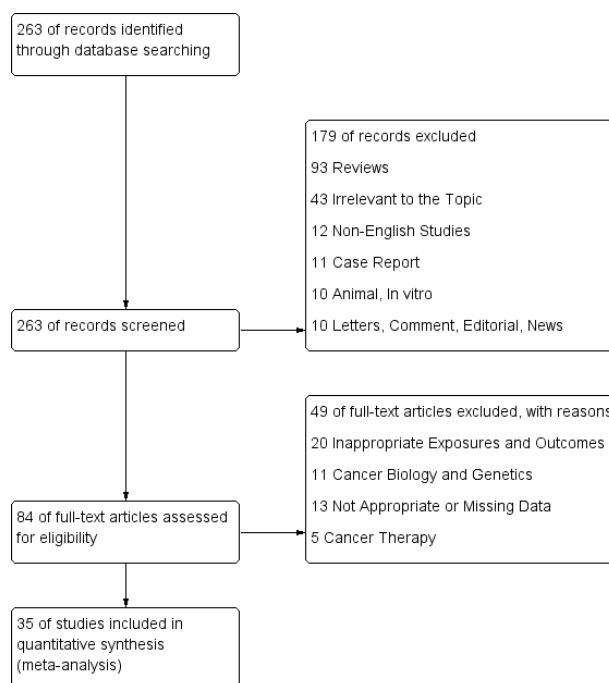 263 of records identified
through database searching
179 of records excluded
93 Reviews
43 Irrelevant to the Topic
12 Non-English Studies
11 Case Report
10 Animal, In vitro
10 Letters, Comment, Editorial, News
263 of records screened
49 of full-text articles excluded, with reasons
20 Inappropriate Exposures and Outcomes
11 Cancer Biology and Genetics
13 Not Appropriate or Missing Data
5 Cancer Therapy
84 of full-text articles assessed
for eligibility
35 of studies included in
quantitative synthesis
(meta-analysis)